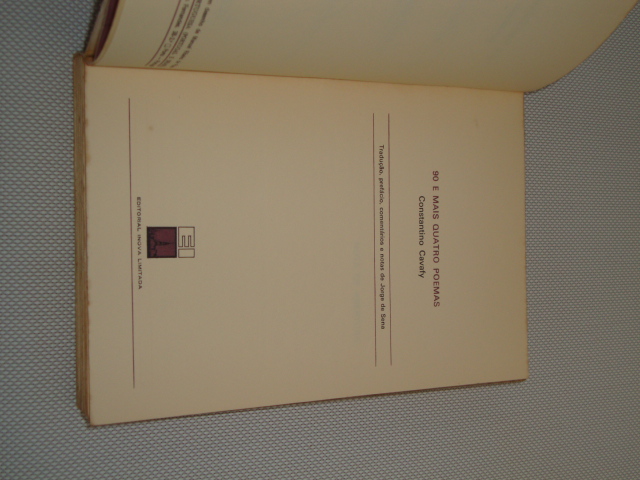 90 E MAIS QUATRO POEMAS
Constantino Cavafy
Tradução, prefácio, comentários e notas de Jorge de Sena
EDITORIAL INOVA LIMITADA